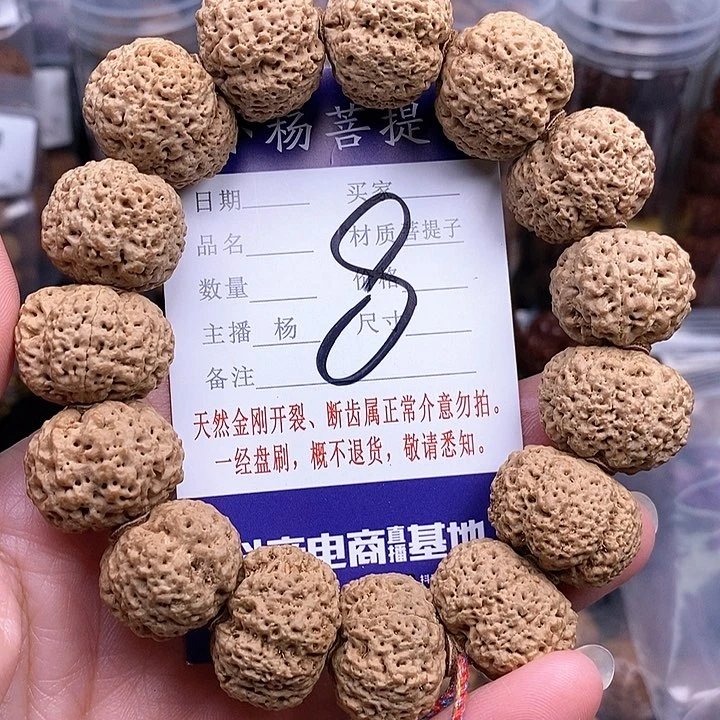 杨菩提
日期 买家
品名 材质 菩提子
数量 价格
主播 杨 尺寸
备注
8
天然金刚开裂、断齿属正常介意勿拍。
一经盘刷，概不退货，敬请悉知。
电商直播基地